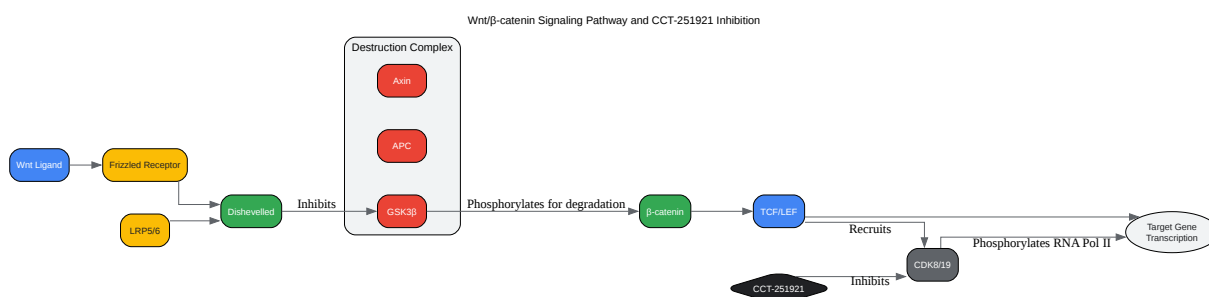 Wnt/β-catenin Signaling Pathway and CCT-251921 Inhibition
Destruction Complex
Axin
APC
Wnt Ligand
Frizzled Receptor
LRP5/6
Dishevelled
Inhibits
GSK3β
Phosphorylates for degradation
β-catenin
TCF/LEF
Recruits
CDK8/19
Phosphorylates RNA Pol II
Target Gene
Transcription
CCT-251921
Inhibits